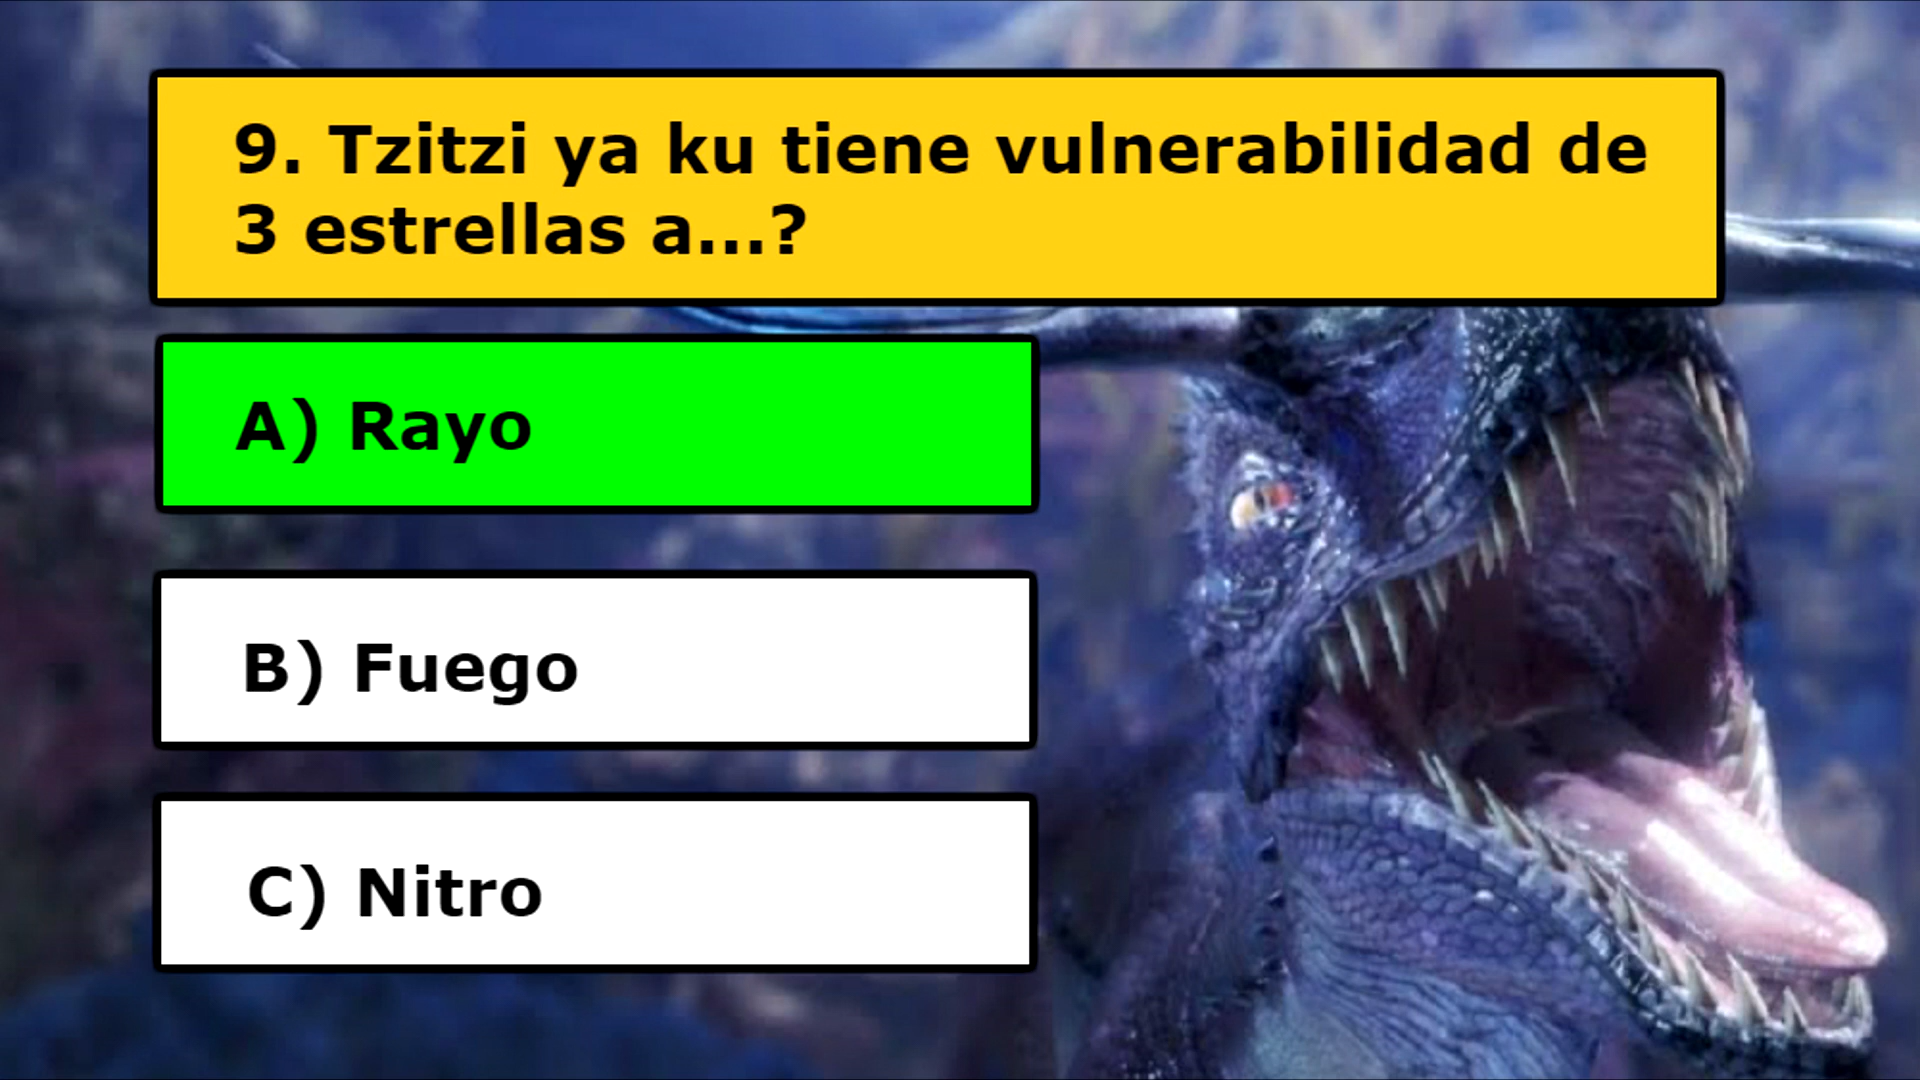 9. Tzitzi ya ku tiene vulnerabilidad de
3 estrellas a...?
A) Rayo
B) Fuego
C) Nitro